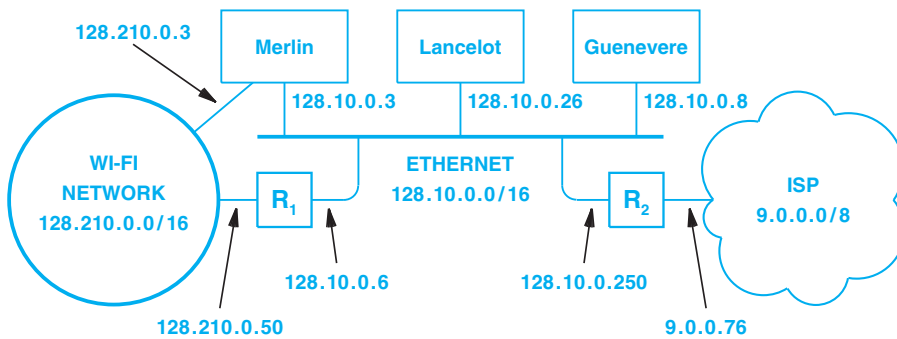 128.210.0.3
Merlin
Lancelot
Guenevere
128.10.0.3
128.10.0.26
128.10.0.8
WI-FI
NETWORK
128.210.0.0/16
ETHERNET
128.10.0.0/16
ISP
9.0.0.0/8
R1
R2
128.10.0.6
128.10.0.250
128.210.0.50
9.0.0.76